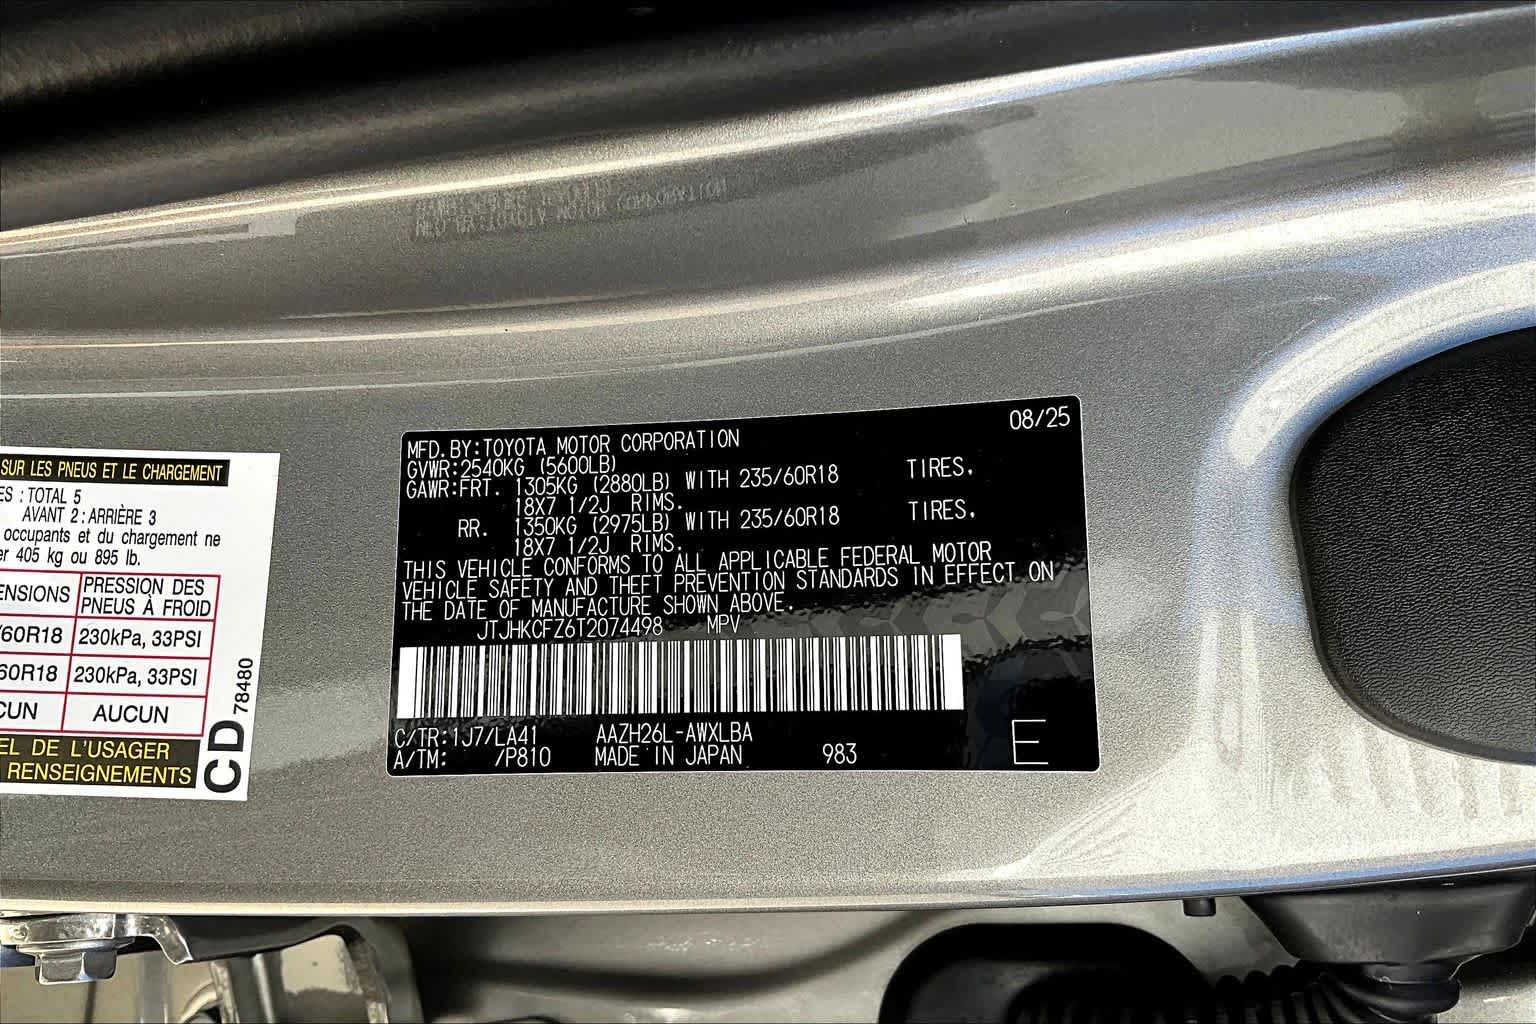 SUR LES PNEUS ET LE CHARGEMENT
ES : TOTAL 5
AVANT 2 : ARRIÈRE 3
occupants et du chargement ne
er 405 kg ou 895 lb.
ENSIONS PRESSION DES PNEUS À FROID
/60R18 230kPa, 33PSI
60R18 230kPa, 33PSI
CUN AUCUN
EL DE L'USAGER
RENSEIGNEMENTS
CD 78480
08/25
MFD.BY:TOYOTA MOTOR CORPORATION
GVWR:2540KG (5600LB)
GAWR:FRT. 1305KG (2880LB) WITH 235/60R18 TIRES,
18X7 1/2J RIMS.
RR. 1350KG (2975LB) WITH 235/60R18 TIRES,
18X7 1/2J RIMS.
THIS VEHICLE CONFORMS TO ALL APPLICABLE FEDERAL MOTOR
VEHICLE SAFETY AND THEFT PREVENTION STANDARDS IN EFFECT ON
THE DATE OF MANUFACTURE SHOWN ABOVE.
JTJHKCFZ6T2074498 MPV
C/TR:1J7/LA41 AAZH26L-AWXLBA
A/TM: /P810 MADE IN JAPAN 983
E